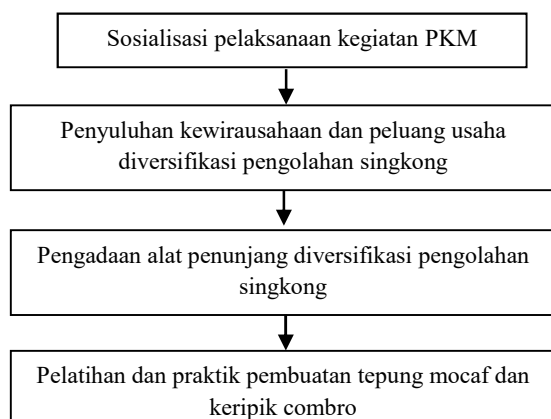 Sosialisasi pelaksanaan kegiatan PKM
Penyuluhan kewirausahaan dan peluang usaha
diversifikasi pengolahan singkong
Pengadaan alat penunjang diversifikasi pengolahan
singkong
Pelatihan dan praktik pembuatan tepung mocaf dan
keripik combro